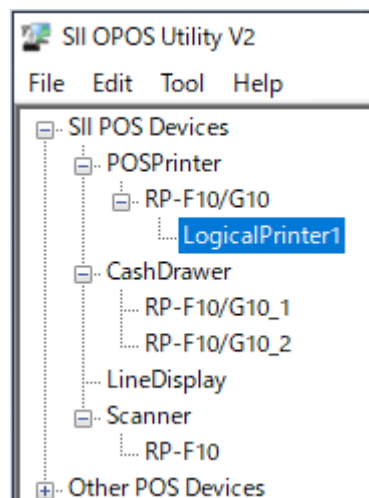 SII OPOS Utility V2
File Edit Tool Help
SII POS Devices
POSPrinter
RP-F10/G10
LogicalPrinter1
CashDrawer
RP-F10/G10_1
RP-F10/G10_2
LineDisplay
Scanner
RP-F10
Other POS Devices